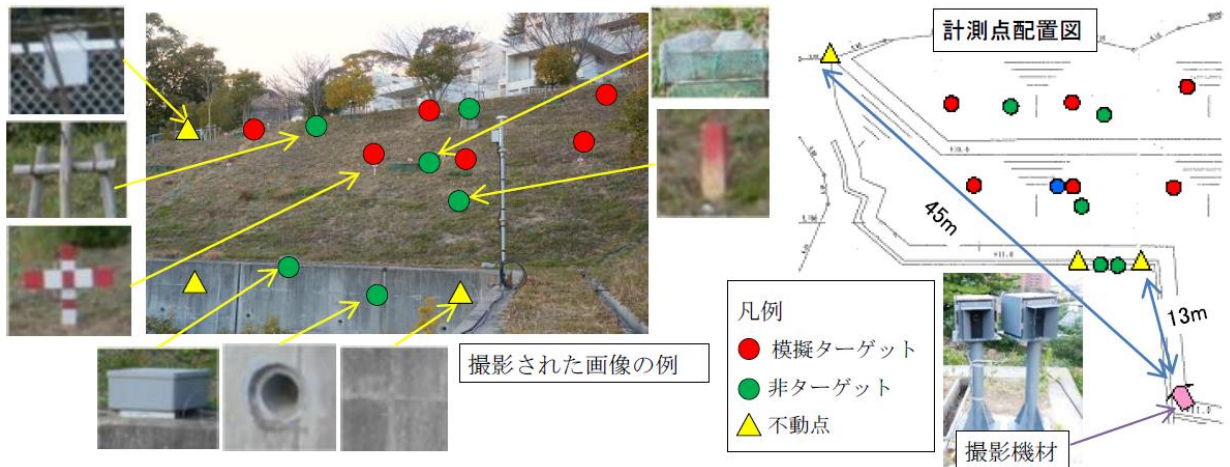 計測点配置図
45m
13m
凡例
模擬ターゲット
非ターゲット
不動点
撮影された画像の例
撮影機材